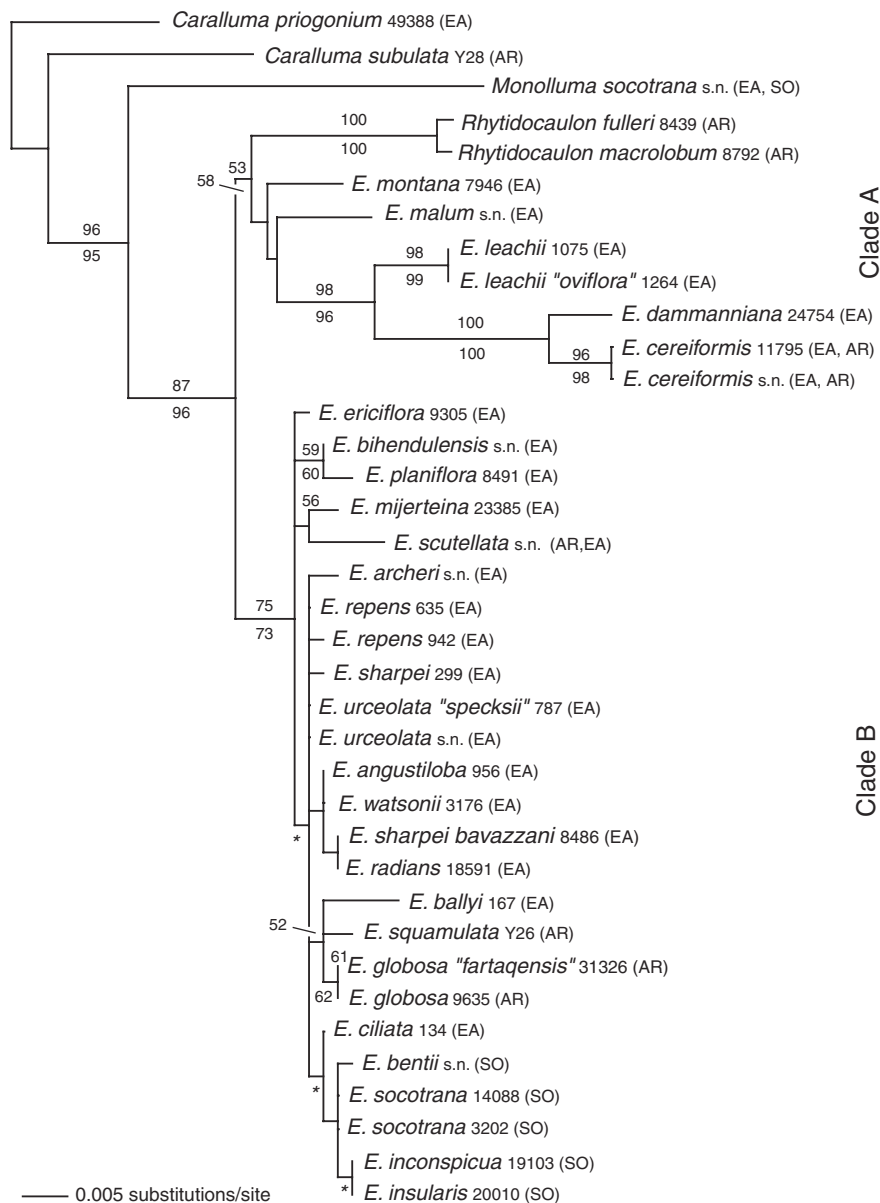 Caralluma priogonium 49388 (EA)
Caralluma subulata Y28 (AR)
Monolluma socotrana s.n. (EA, SO)
100
Rhytidocaulon fulleri 8439 (AR)
100
Rhytidocaulon macrolobum 8792 (AR)
53
58
E. montana 7946 (EA)
E. malum s.n. (EA)
Clade A
96
95
98
E. leachii 1075 (EA)
99
E. leachii "oviflora" 1264 (EA)
98
96
100
E. dammanniana 24754 (EA)
100
96
E. cereiformis 11795 (EA, AR)
98
E. cereiformis s.n. (EA, AR)
87
96
E. ericiflora 9305 (EA)
59
E. bihendulensis s.n. (EA)
60
E. planiflora 8491 (EA)
56
E. mijerteina 23385 (EA)
E. scutellata s.n. (AR,EA)
E. archeri s.n. (EA)
75
73
E. repens 635 (EA)
E. repens 942 (EA)
E. sharpei 299 (EA)
E. urceolata "specksii" 787 (EA)
E. urceolata s.n. (EA)
Clade B
E. angustiloba 956 (EA)
E. watsonii 3176 (EA)
*
E. sharpei bavazzani 8486 (EA)
E. radians 18591 (EA)
E. ballyi 167 (EA)
52
E. squamulata Y26 (AR)
61
E. globosa "fartaqensis" 31326 (AR)
62
E. globosa 9635 (AR)
E. ciliata 134 (EA)
E. bentii s.n. (SO)
*
E. socotrana 14088 (SO)
E. socotrana 3202 (SO)
E. inconspicua 19103 (SO)
*
E. insularis 20010 (SO)
0.005 substitutions/site